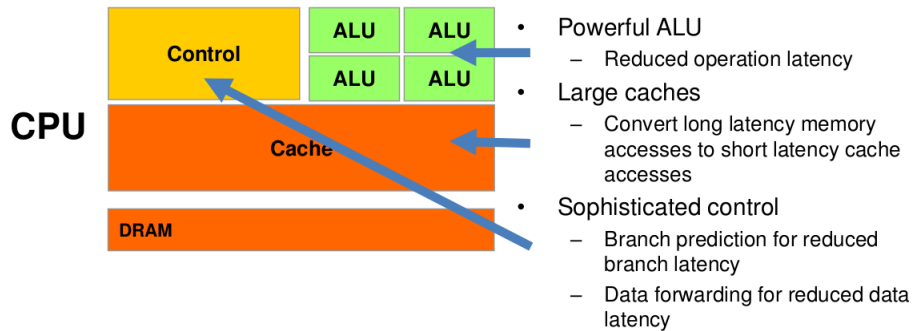 CPU
Control
ALU
ALU
ALU
ALU
Cache
DRAM
• Powerful ALU
– Reduced operation latency
• Large caches
– Convert long latency memory
accesses to short latency cache
accesses
• Sophisticated control
– Branch prediction for reduced
branch latency
– Data forwarding for reduced data
latency